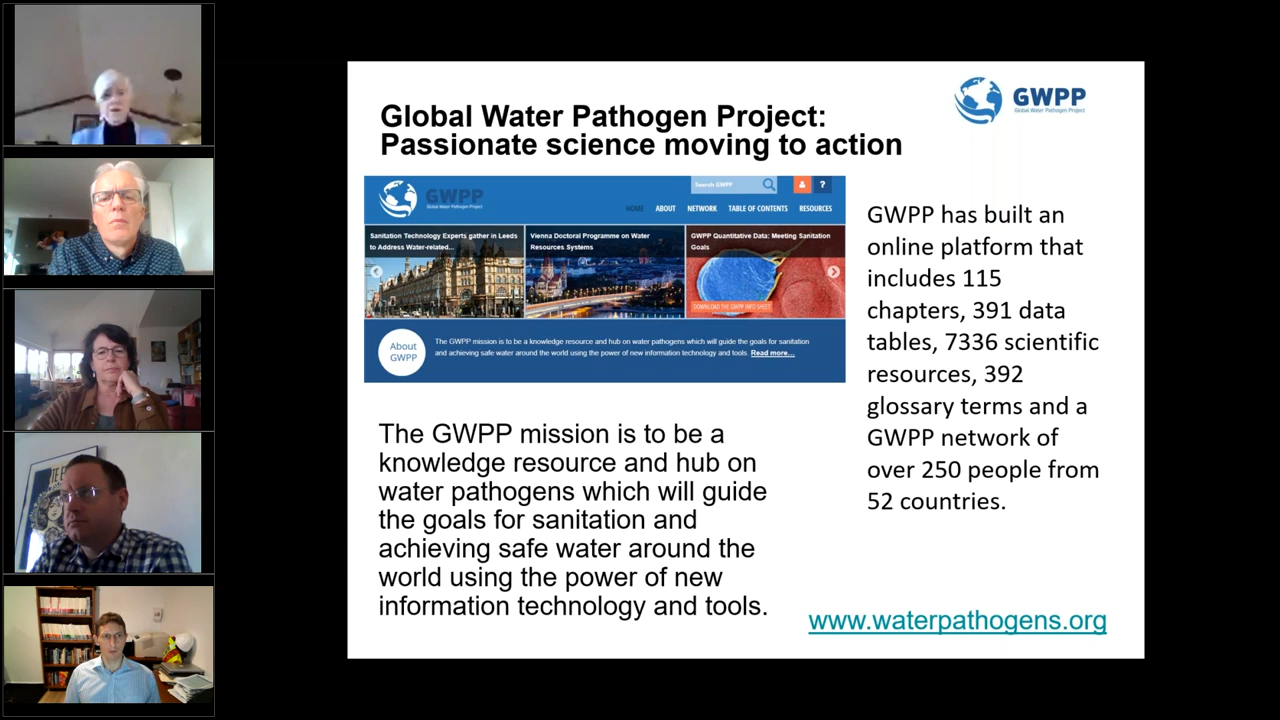 Global Water Pathogen Project:
Passionate science moving to action
GWPP
Global Water Pathogen Project
GWPP
Global Water Pathogen Project
Search GWPP
?
HOME ABOUT NETWORK TABLE OF CONTENTS RESOURCES
Sanitation Technology Experts gather in Leeds
to Address Water-related...
Vienna Doctoral Programme on Water
Resources Systems
GWPP Quantitative Data: Meeting Sanitation
Goals
DOWNLOAD THE GWPP INFO SHEET
About
GWPP
The GWPP mission is to be a knowledge resource and hub on water pathogens which will guide the goals for sanitation
and achieving safe water around the world using the power of new information technology and tools. Read more...
GWPP has built an
online platform that
includes 115
chapters, 391 data
tables, 7336 scientific
resources, 392
glossary terms and a
GWPP network of
over 250 people from
52 countries.
The GWPP mission is to be a
knowledge resource and hub on
water pathogens which will guide
the goals for sanitation and
achieving safe water around the
world using the power of new
information technology and tools.
www.waterpathogens.org